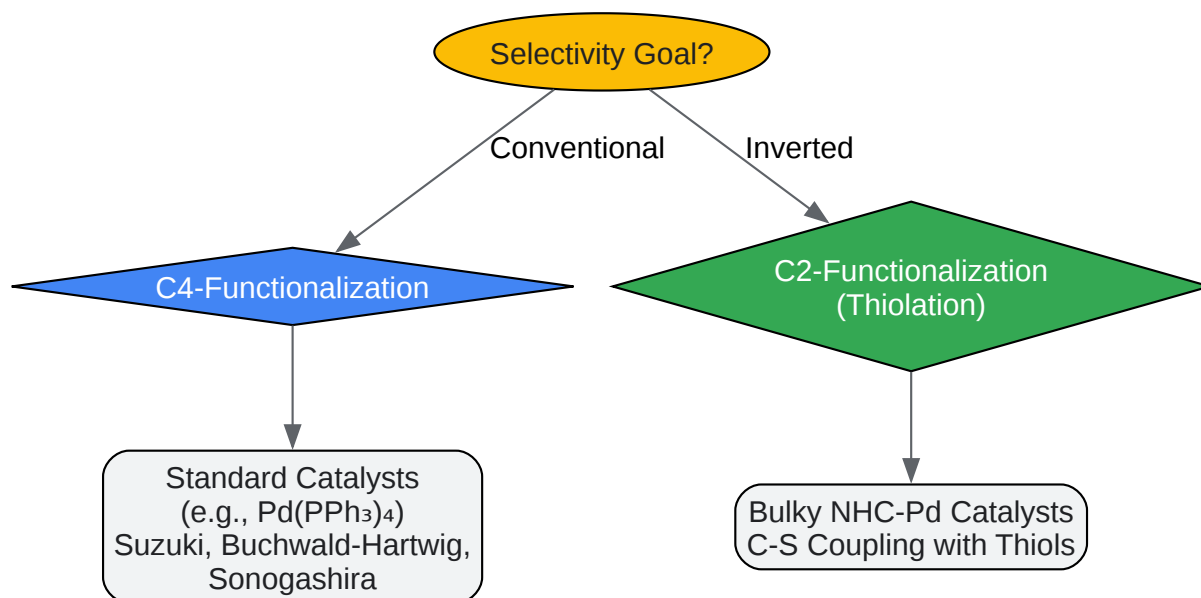 Selectivity Goal?
Conventional
Inverted
C4-Functionalization
C2-Functionalization
(Thiolation)
Standard Catalysts
(e.g., Pd(PPh₃)₄)
Suzuki, Buchwald-Hartwig,
Sonogashira
Bulky NHC-Pd Catalysts
C-S Coupling with Thiols